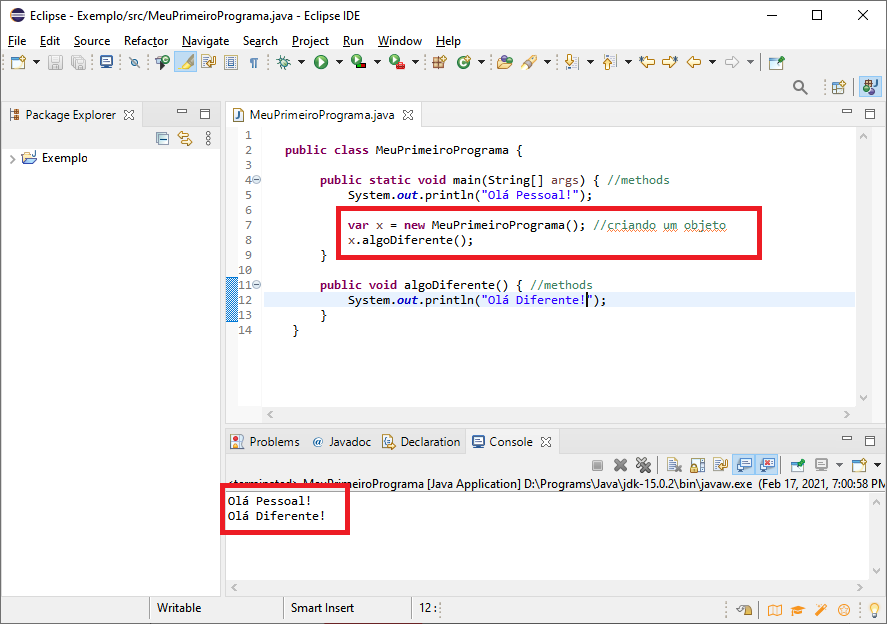 Eclipse - Exemplo/src/MeuPrimeiroPrograma.java - Eclipse IDE
File Edit Source Refactor Navigate Search Project Run Window Help
Package Explorer
Exemplo
MeuPrimeiroPrograma.java
1
2 public class MeuPrimeiroPrograma {
3
4 public static void main(String[] args) { //methods
5 System.out.println("Olá Pessoal!");
6
7 var x = new MeuPrimeiroPrograma(); //criando um objeto
8 x.algoDiferente();
9 }
10
11 public void algoDiferente() { //methods
12 System.out.println("Olá Diferente!");
13 }
14 }
Problems @ Javadoc Declaration Console
<terminated> MeuPrimeiroPrograma [Java Application] D:\Programs\Java\jdk-15.0.2\bin\javaw.exe (Feb 17, 2021, 7:00:58 PM
Olá Pessoal!
Olá Diferente!
Writable Smart Insert 12 :